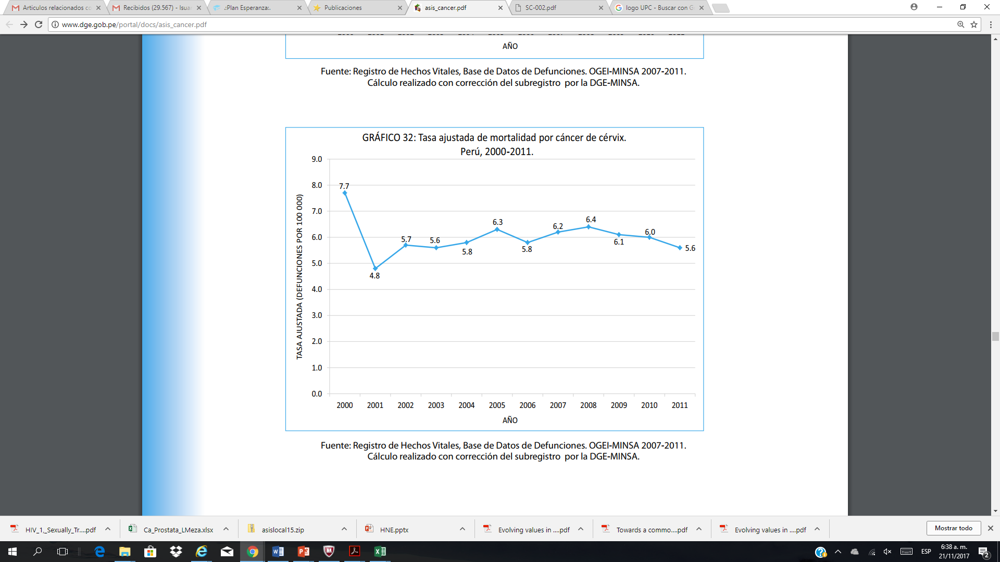 Articulos relacionados co
Recibidos (29.567) - lsua
.:Plan Esperanza:.
Publicaciones
asis_cancer.pdf
SC-002.pdf
logo UPC - Buscar con G
www.dge.gob.pe/portal/docs/asis_cancer.pdf
AÑO
Fuente: Registro de Hechos Vitales, Base de Datos de Defunciones. OGEI-MINSA 2007-2011.
Cálculo realizado con corrección del subregistro por la DGE-MINSA.
GRÁFICO 32: Tasa ajustada de mortalidad por cáncer de cérvix.
Perú, 2000-2011.
TASA AJUSTADA (DEFUNCIONES POR 100 000)
9.0
8.0
7.0
6.0
5.0
4.0
3.0
2.0
1.0
0.0
7.7
4.8
5.7
5.6
5.8
6.3
5.8
6.2
6.4
6.1
6.0
5.6
2000 2001 2002 2003 2004 2005 2006 2007 2008 2009 2010 2011
AÑO
Fuente: Registro de Hechos Vitales, Base de Datos de Defunciones. OGEI-MINSA 2007-2011.
Cálculo realizado con corrección del subregistro por la DGE-MINSA.
HIV_1,_Sexually_Tr....pdf
Ca_Prostata_LMeza.xlsx
asislocal15.zip
HNE.pptx
Evolving values in ....pdf
Towards a commo....pdf
Evolving values in ....pdf
Mostrar todo
ESP
6:38 a. m.
21/11/2017
2